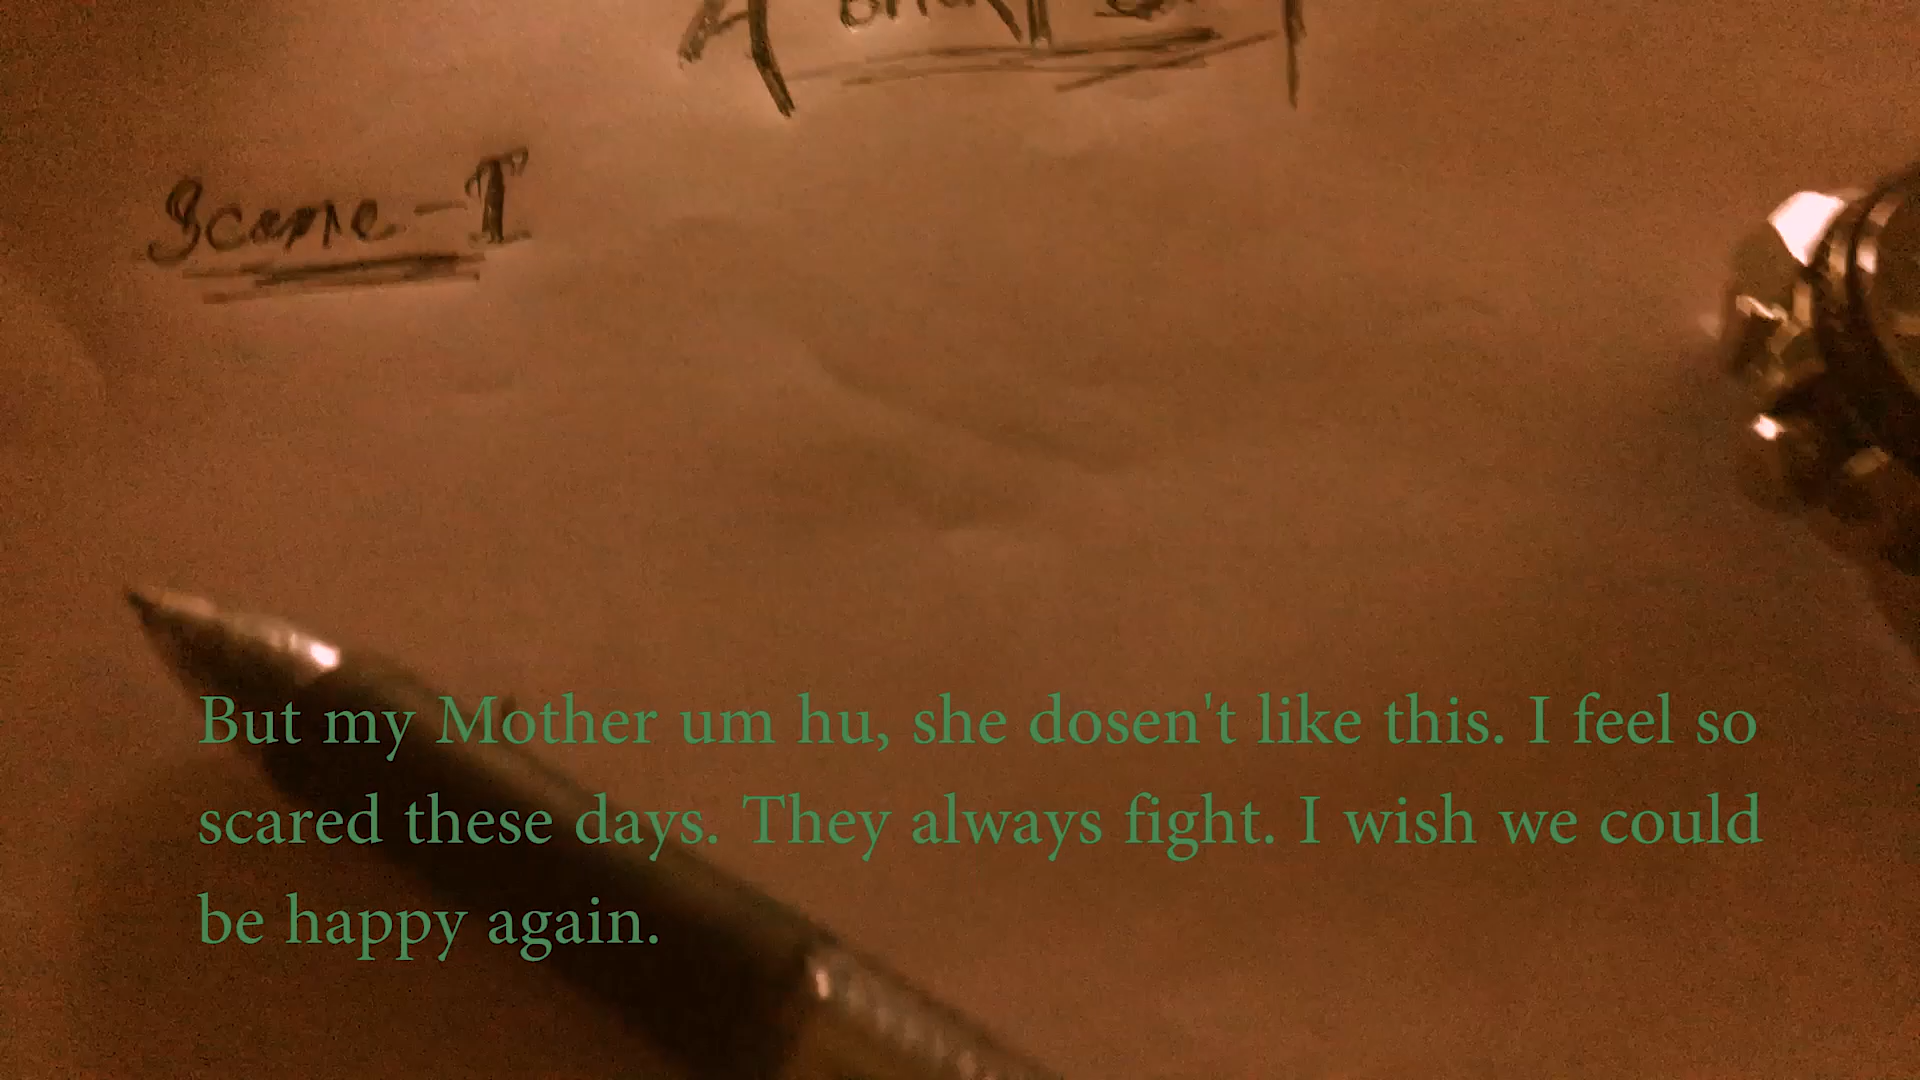 Scene-I
But my Mother um hu, she dosen't like this. I feel so
scared these days. They always fight. I wish we could
be happy again.